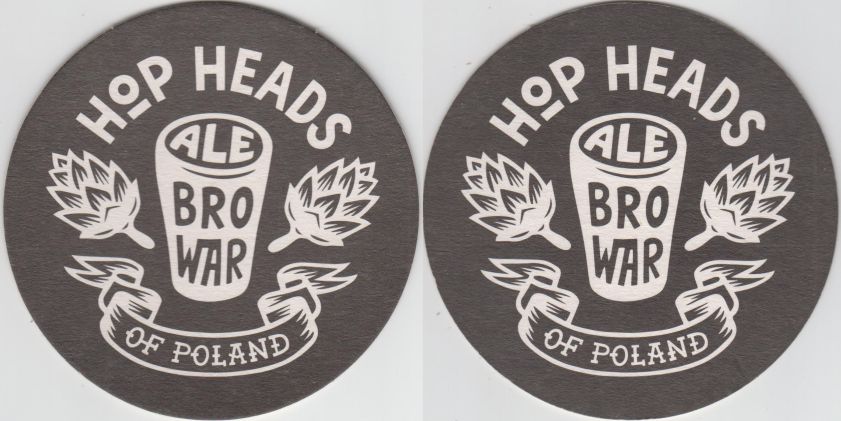 HOP HEADS
ALE
BRO
WAR
OF POLAND
HOP HEADS
ALE
BRO
WAR
OF POLAND